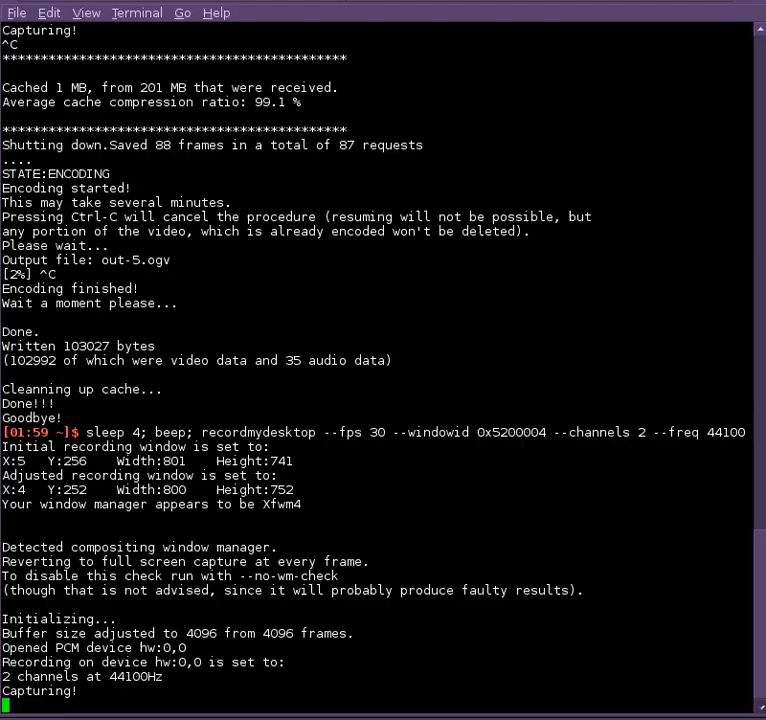 File Edit View Terminal Go Help
Capturing!
^C
*********************************************
Cached 1 MB, from 201 MB that were received.
Average cache compression ratio: 99.1 %
*********************************************
Shutting down.Saved 88 frames in a total of 87 requests
....
STATE:ENCODING
Encoding started!
This may take several minutes.
Pressing Ctrl-C will cancel the procedure (resuming will not be possible, but
any portion of the video, which is already encoded won't be deleted).
Please wait...
Output file: out-5.ogv
[2%] ^C
Encoding finished!
Wait a moment please...
Done.
Written 103027 bytes
(102992 of which were video data and 35 audio data)
Cleanning up cache...
Done!!!
Goodbye!
[01:59 ~]$ sleep 4; beep; recordmydesktop --fps 30 --windowid 0x5200004 --channels 2 --freq 44100
Initial recording window is set to:
X:5   Y:256    Width:801    Height:741
Adjusted recording window is set to:
X:4   Y:252    Width:800    Height:752
Your window manager appears to be Xfwm4
Detected compositing window manager.
Reverting to full screen capture at every frame.
To disable this check run with --no-wm-check
(though that is not advised, since it will probably produce faulty results).
Initializing...
Buffer size adjusted to 4096 from 4096 frames.
Opened PCM device hw:0,0
Recording on device hw:0,0 is set to:
2 channels at 44100Hz
Capturing!